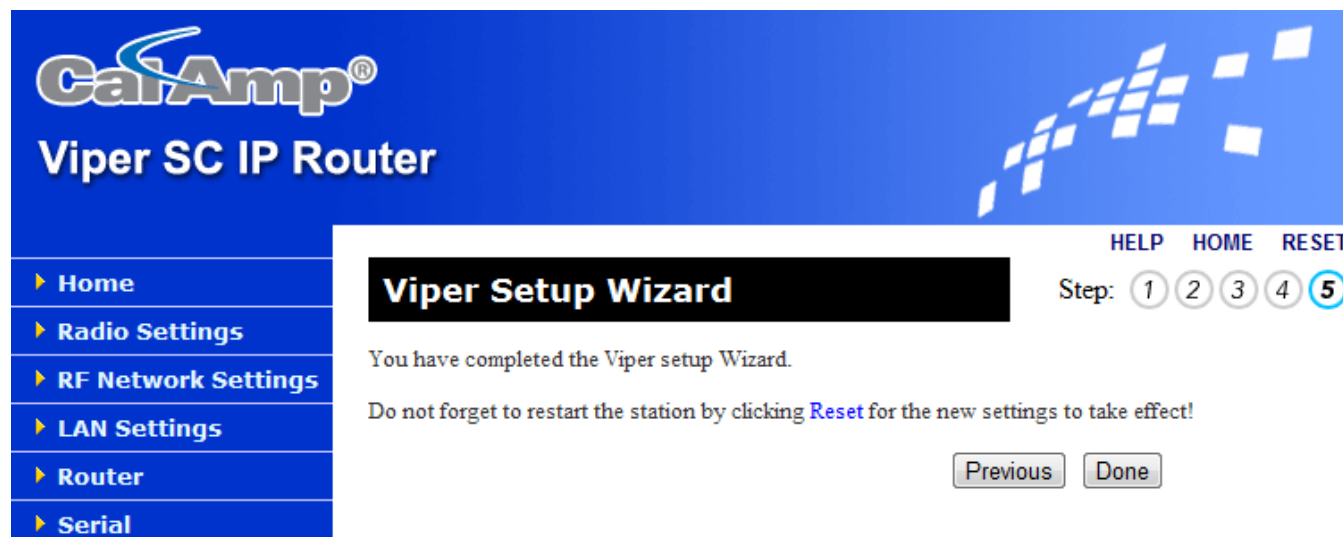 CalAmp®
Viper SC IP Router
HELP HOME RESET
Home
Radio Settings
RF Network Settings
LAN Settings
Router
Serial
Viper Setup Wizard
Step: 1 2 3 4 5
You have completed the Viper setup Wizard.
Do not forget to restart the station by clicking Reset for the new settings to take effect!
Previous Done